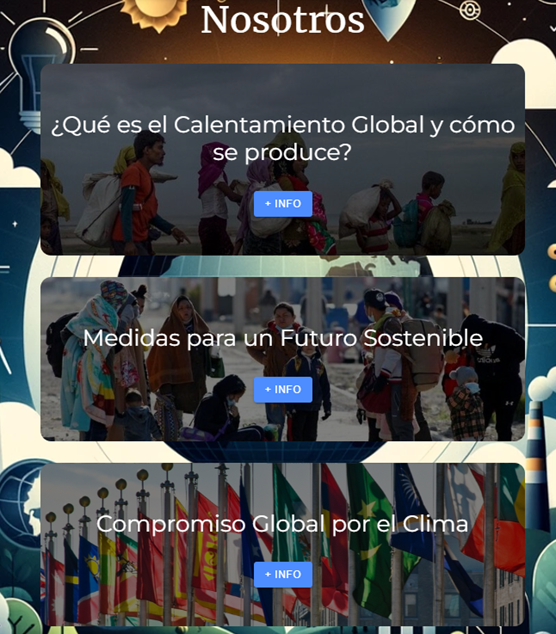 Nosotros
¿Qué es el Calentamiento Global y cómo
se produce?
+ INFO
Medidas para un Futuro Sostenible
+ INFO
Compromiso Global por el Clima
+ INFO